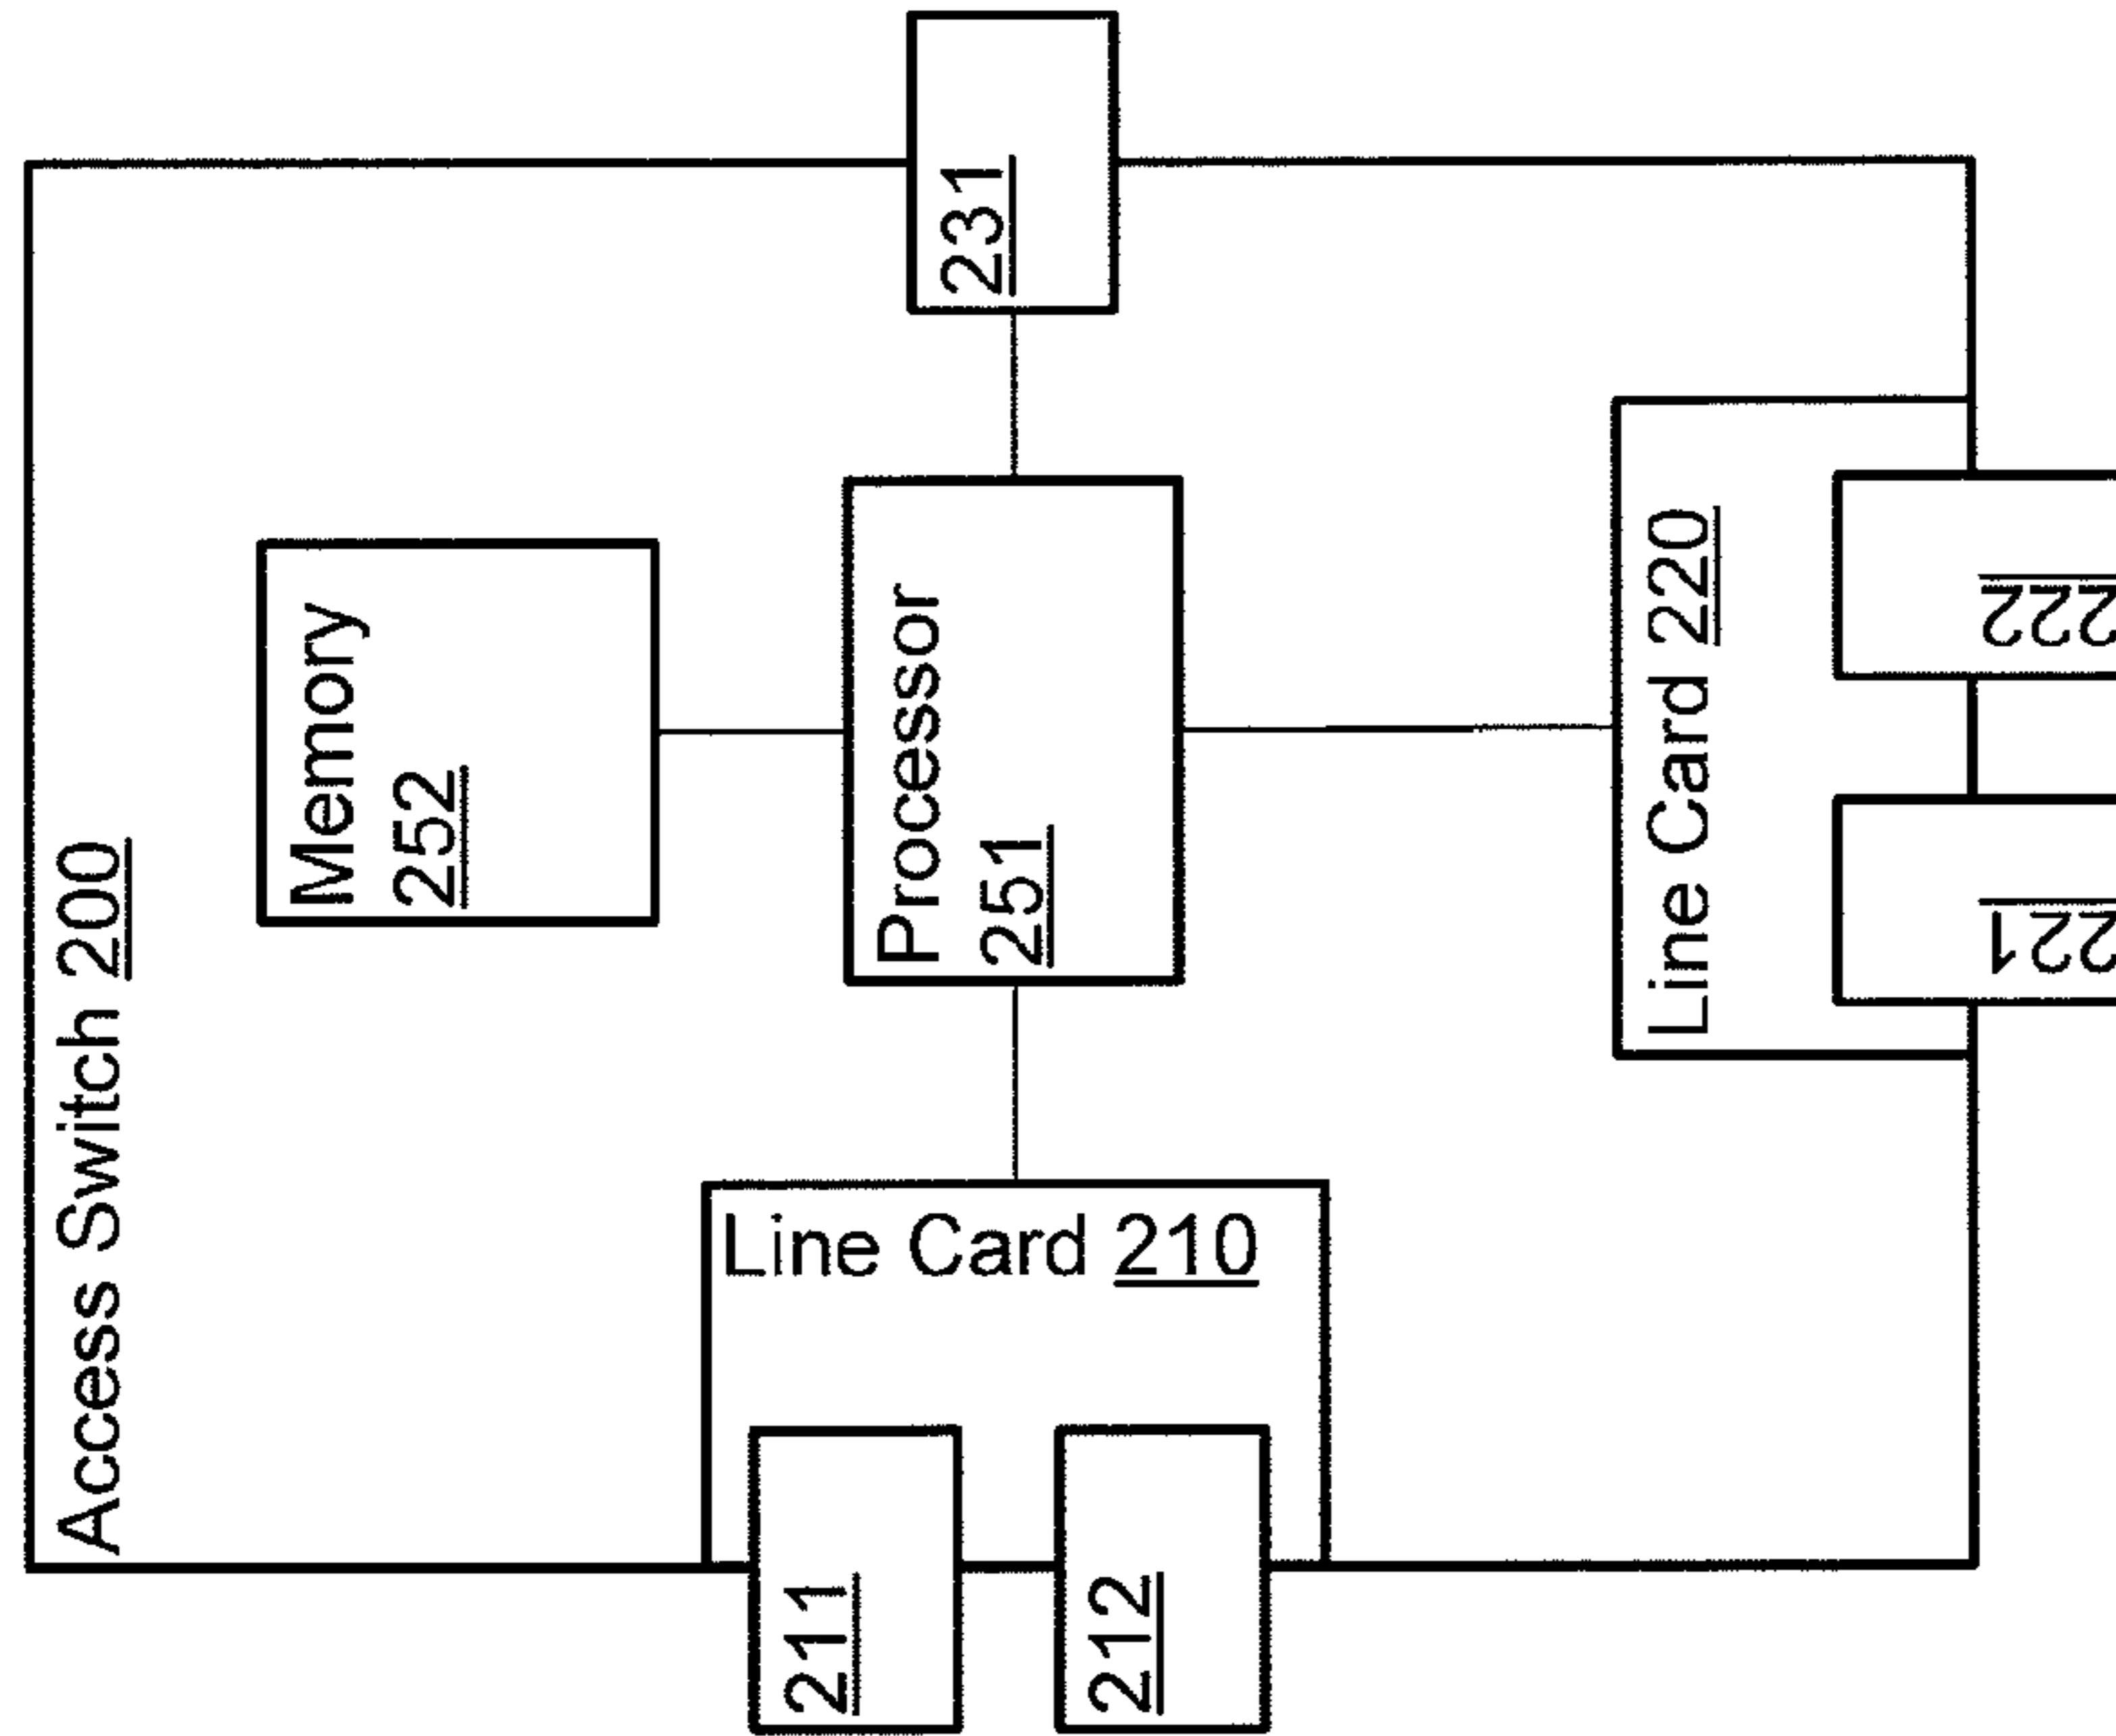 Access Switch 200
Memory
252
Processor
251
231
Line Card 210
211
212
Line Card 220
221
222